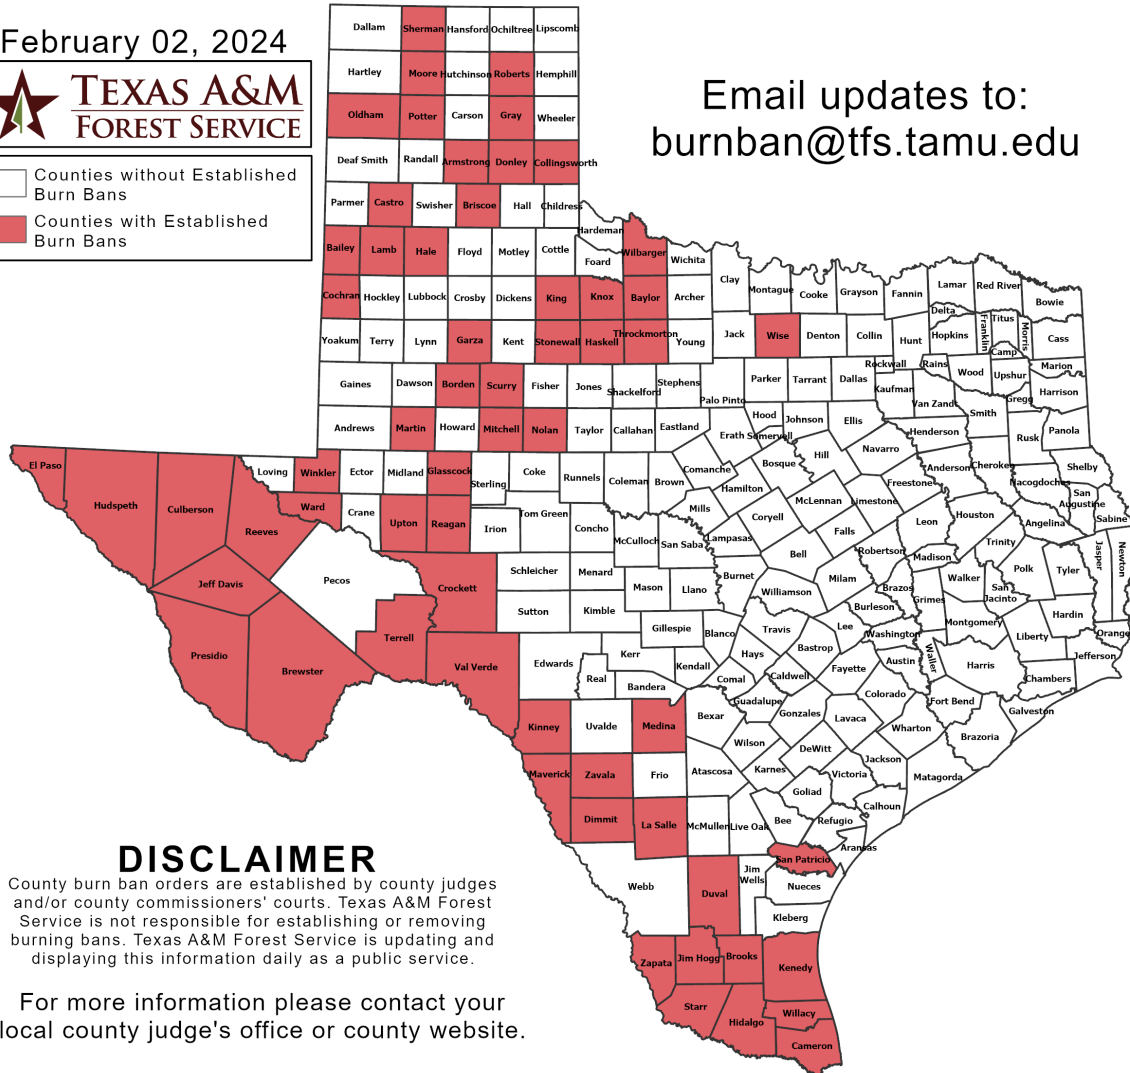 February 02, 2024
TEXAS A&M
FOREST SERVICE
Counties without Established
Burn Bans
Counties with Established
Burn Bans
Email updates to:
burnban@tfs.tamu.edu
Dallam Sherman Hansford Ochiltree Lipscomb
Hartley Moore Hutchinson Roberts Hemphill
Oldham Potter Carson Gray Wheeler
Deaf Smith Randall Armstrong Donley Collingsworth
Parmer Castro Swisher Briscoe Hall Childress
Hardeman
Bailey Lamb Hale Floyd Motley Cottle Foard Wilbarger Wichita
Clay Montague Cooke Grayson Fannin Lamar Red River Bowie
Cochran Hockley Lubbock Crosby Dickens King Knox Baylor Archer
Delta Franklin Titus Morris
Yoakum Terry Lynn Garza Kent Stonewall Haskell Throckmorton Young Jack Wise Denton Collin Hunt Hopkins Cass
Camp
Rockwall Rains Wood Upshur Marion
Gaines Dawson Borden Scurry Fisher Jones Shackelford Stephens Palo Pinto Parker Tarrant Dallas Kaufman Van Zandt Gregg Harrison
Andrews Martin Howard Mitchell Nolan Taylor Callahan Eastland Erath Somervell Hood Johnson Ellis Henderson Smith Rusk Panola
El Paso Hudspeth Culberson Reeves Loving Winkler Ector Midland Glasscock Sterling Coke Runnels Coleman Brown Comanche Hamilton Bosque Hill Navarro Freestone Anderson Cherokee Nacogdoches Shelby
Ward Crane Upton Reagan Irion Tom Green Concho McCulloch San Saba Mills Lampasas Coryell McLennan Limestone Falls Leon Houston Angelina San
Augustine Sabine
Jeff Davis Pecos Crockett Schleicher Menard Mason Llano Burnet Bell Williamson Milam Robertson Brazos Madison Grimes Walker Trinity San
Jacinto Polk Tyler Jasper Newton
Presidio Brewster Terrell Val Verde Sutton Kimble Gillespie Blanco Travis Lee Burleson Washington Montgomery Liberty Hardin Orange
Edwards Real Kerr Bandera Kendall Hays Comal Caldwell Bastrop Fayette Austin Waller Harris Chambers Jefferson
Kinney Uvalde Medina Bexar Guadalupe Gonzales Lavaca Colorado Wharton Fort Bend Brazoria Galveston
Maverick Zavala Frio Atascosa Wilson Karnes DeWitt Victoria Jackson Matagorda
Dimmit La Salle McMullen Live Oak Bee Goliad Refugio Calhoun Aransas
Webb Duval Jim
Wells San Patricio Nueces
Kleberg
Zapata Jim Hogg Brooks Kenedy
Starr Hidalgo Willacy
Cameron
DISCLAIMER
County burn ban orders are established by county judges
and/or county commissioners' courts. Texas A&M Forest
Service is not responsible for establishing or removing
burning bans. Texas A&M Forest Service is updating and
displaying this information daily as a public service.
For more information please contact your
local county judge's office or county website.